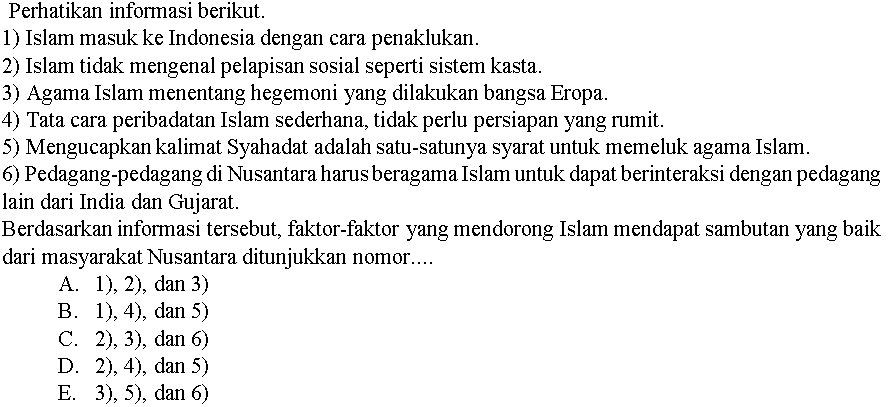 Perhatikan informasi berikut.
1) Islam masuk ke Indonesia dengan cara penaklukan.
2) Islam tidak mengenal pelapisan sosial seperti sistem kasta.
3) Agama Islam menentang hegemoni yang dilakukan bangsa Eropa.
4) Tata cara peribadatan Islam sederhana, tidak perlu persiapan yang rumit.
5) Mengucapkan kalimat Syahadat adalah satu-satunya syarat untuk memeluk agama Islam.
6) Pedagang-pedagang di Nusantara harus beragama Islam untuk dapat berinteraksi dengan pedagang
lain dari India dan Gujarat.
Berdasarkan informasi tersebut, faktor-faktor yang mendorong Islam mendapat sambutan yang baik
dari masyarakat Nusantara ditunjukkan nomor....
A. 1), 2), dan 3)
B. 1), 4), dan 5)
C. 2), 3), dan 6)
D. 2), 4), dan 5)
E. 3), 5), dan 6)